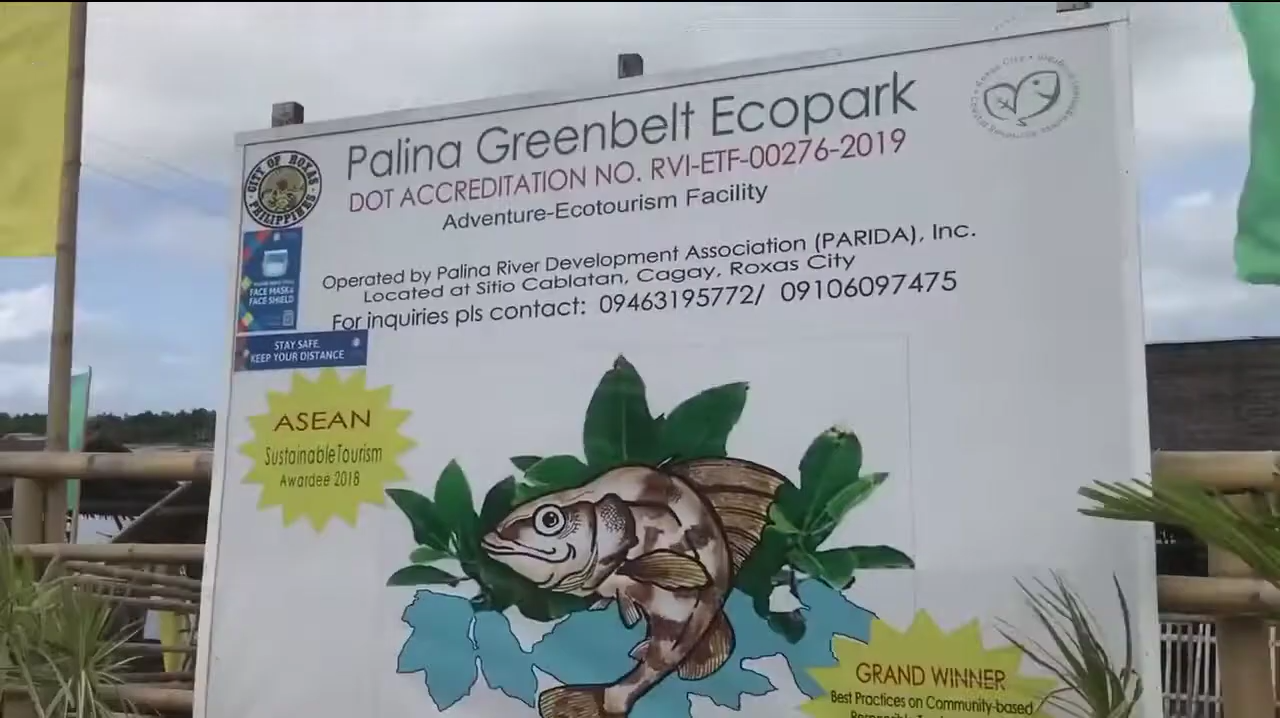 Palina Greenbelt Ecopark
DOT ACCREDITATION NO. RVI-ETF-00276-2019
Adventure-Ecotourism Facility
CITY OF ROXAS
PHILIPPINES
Operated by Palina River Development Association (PARIDA), Inc.
Located at Sitio Cablatan, Cagay, Roxas City
For inquiries pls contact: 09463195772/ 09106097475
FACE MASK &
FACE SHIELD
STAY SAFE.
KEEP YOUR DISTANCE
ASEAN
Sustainable Tourism
Awardee 2018
GRAND WINNER
Best Practices on Community-based